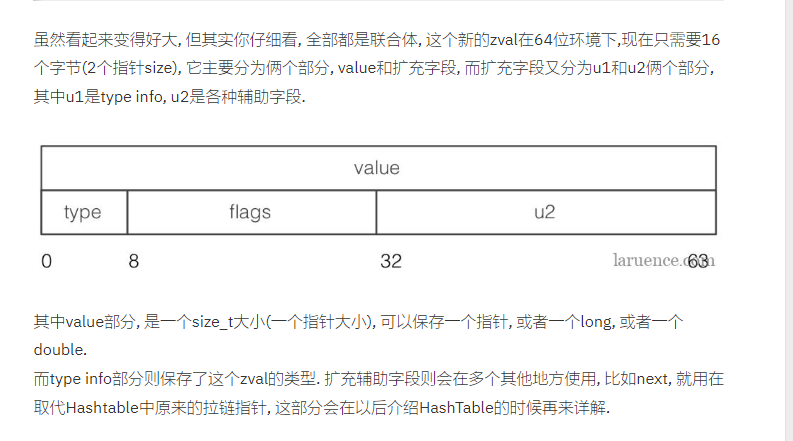 虽然看起来变得好大, 但其实你仔细看, 全部都是联合体, 这个新的zval在64位环境下,现在只需要16
个字节(2个指针size), 它主要分为俩个部分, value和扩充字段, 而扩充字段又分为u1和u2俩个部分,
其中u1是type info, u2是各种辅助字段.
value
type flags u2
0 8 32 63
laruence.com
其中value部分, 是一个size_t大小(一个指针大小), 可以保存一个指针, 或者一个long, 或者一个
double.
而type info部分则保存了这个zval的类型. 扩充辅助字段则会在多个其他地方使用, 比如next, 就用在
取代Hashtable中原来的拉链指针, 这部分会在以后介绍HashTable的时候再来详解.